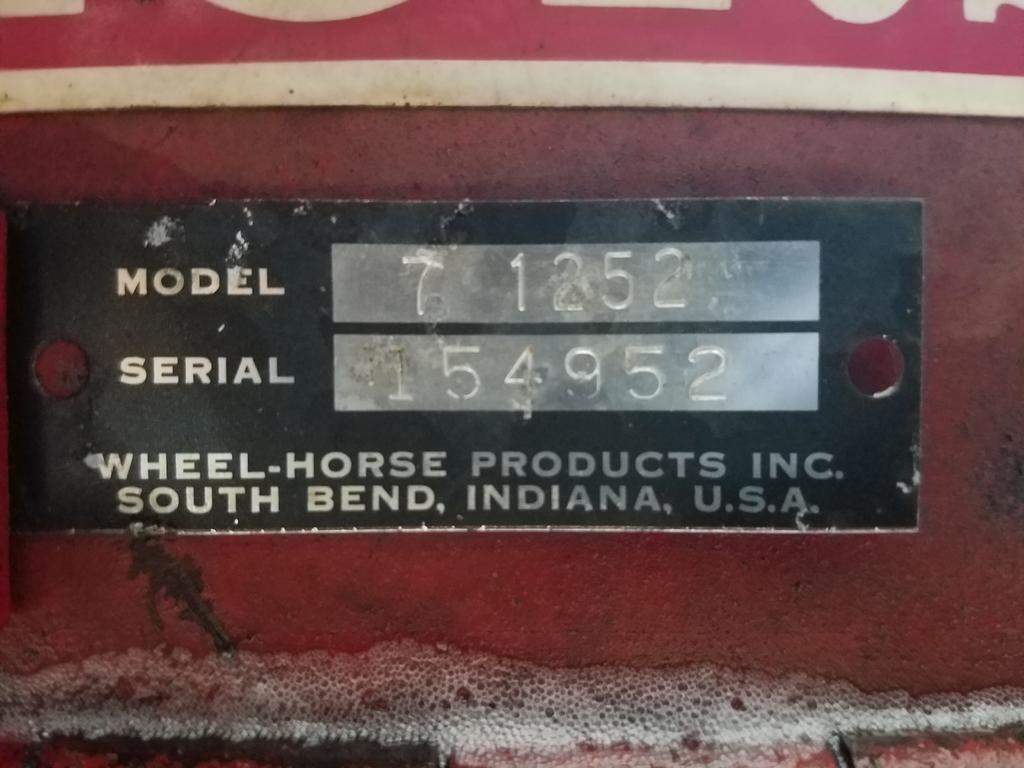 MODEL 7 1252
SERIAL 154952
WHEEL-HORSE PRODUCTS INC.
SOUTH BEND, INDIANA, U.S.A.